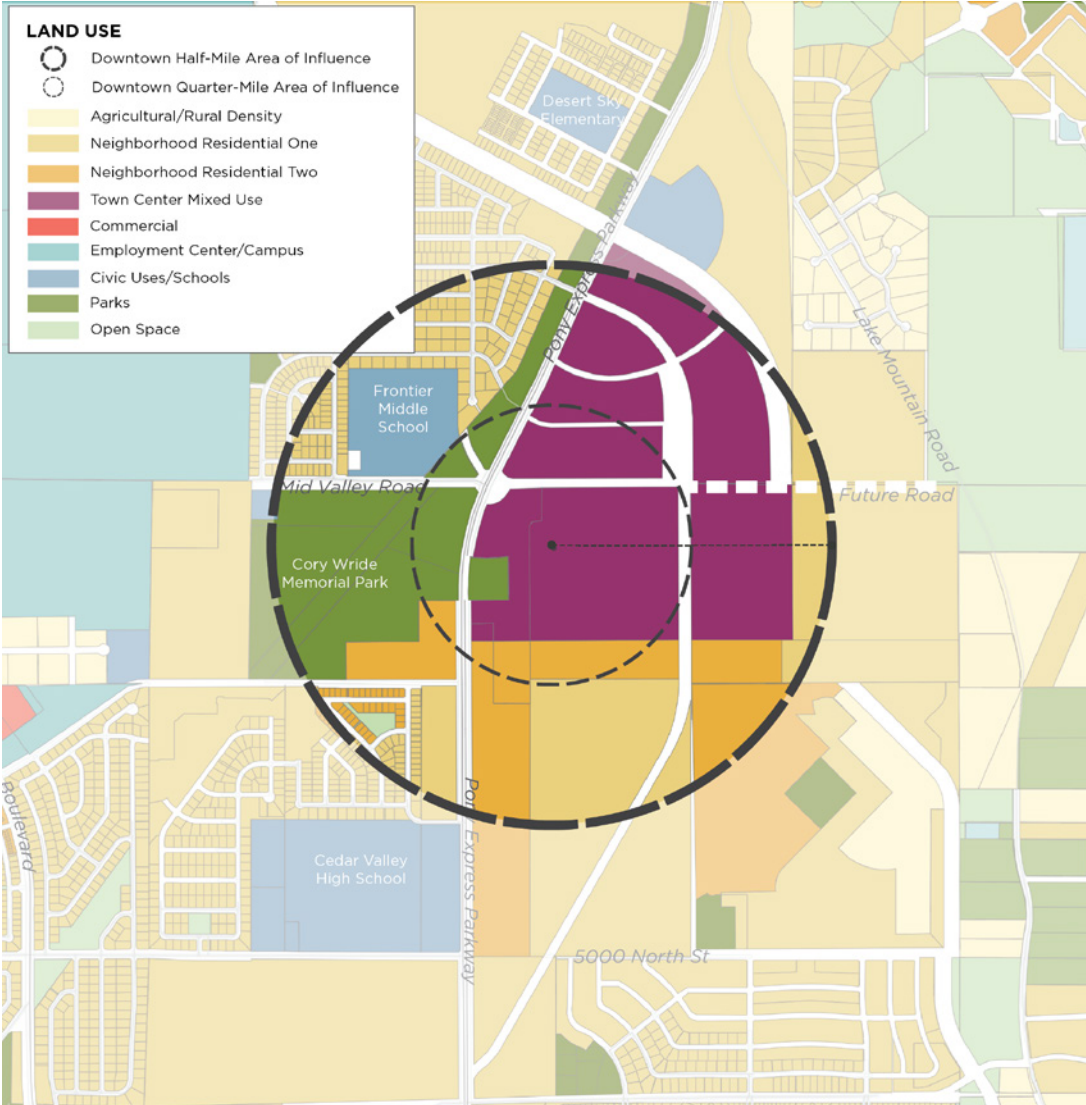 LAND USE
Downtown Half-Mile Area of Influence
Downtown Quarter-Mile Area of Influence
Agricultural/Rural Density
Neighborhood Residential One
Neighborhood Residential Two
Town Center Mixed Use
Commercial
Employment Center/Campus
Civic Uses/Schools
Parks
Open Space
Desert Sky
Elementary
Pony Express Parkway
Lake Mountain Road
Frontier
Middle
School
Mid Valley Road
Future Road
Cory Wride
Memorial Park
Boulevard
Pony Express Parkway
Cedar Valley
High School
5000 North St